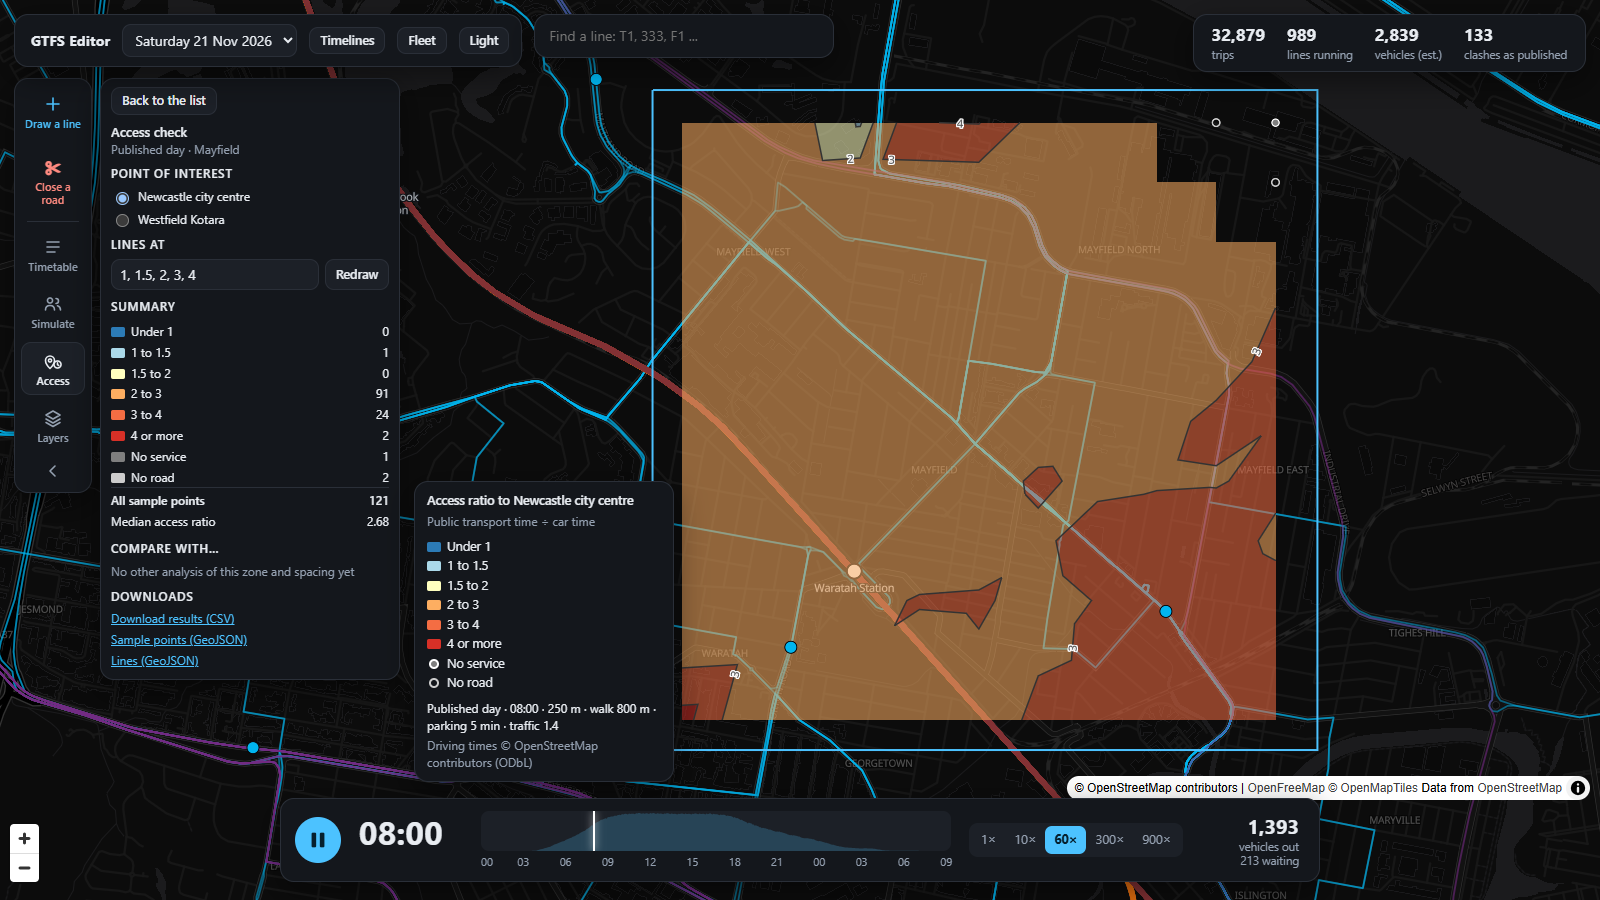 GTFS Editor
Saturday 21 Nov 2026
Timelines
Fleet
Light
Find a line: T1, 333, F1 ...
32,879
trips
989
lines running
2,839
vehicles (est.)
133
clashes as published
Draw a line
Close a
road
Timetable
Simulate
Access
Layers
Back to the list
Access check
Published day · Mayfield
POINT OF INTEREST
Newcastle city centre
Westfield Kotara
LINES AT
1, 1.5, 2, 3, 4
Redraw
SUMMARY
Under 1 0
1 to 1.5 1
1.5 to 2 0
2 to 3 91
3 to 4 24
4 or more 2
No service 1
No road 2
All sample points 121
Median access ratio 2.68
COMPARE WITH...
No other analysis of this zone and spacing yet
DOWNLOADS
Download results (CSV)
Sample points (GeoJSON)
Lines (GeoJSON)
Access ratio to Newcastle city centre
Public transport time ÷ car time
Under 1
1 to 1.5
1.5 to 2
2 to 3
3 to 4
4 or more
No service
No road
Published day · 08:00 · 250 m · walk 800 m ·
parking 5 min · traffic 1.4
Driving times © OpenStreetMap
contributors (ODbL)
4
2
3
MAYFIELD WEST
MAYFIELD NORTH
3
MAYFIELD
MAYFIELD EAST
SELWYN STREET
INDUSTRIAL DRIVE
Waratah Station
WARATAH
3
3
TIGHES HILL
GEORGETOWN
MARYVILLE
ISLINGTON
© OpenStreetMap contributors | OpenFreeMap © OpenMapTiles Data from OpenStreetMap
08:00
00 03 06 09 12 15 18 21 00 03 06 09
1× 10× 60× 300× 900×
1,393
vehicles out
213 waiting